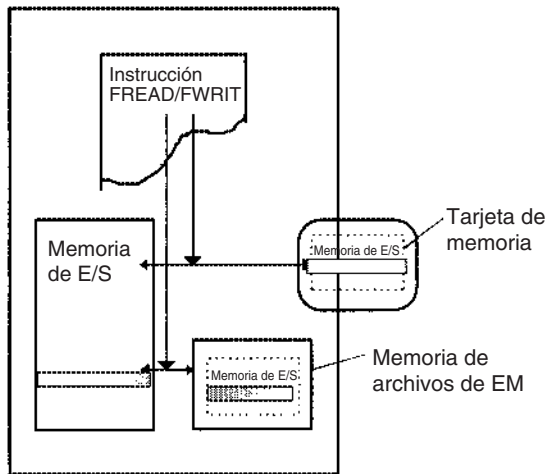 Instrucción
FREAD/FWRIT
Tarjeta de
memoria
Memoria de E/S
Memoria
de E/S
Memoria de
archivos de EM
Memoria de E/S